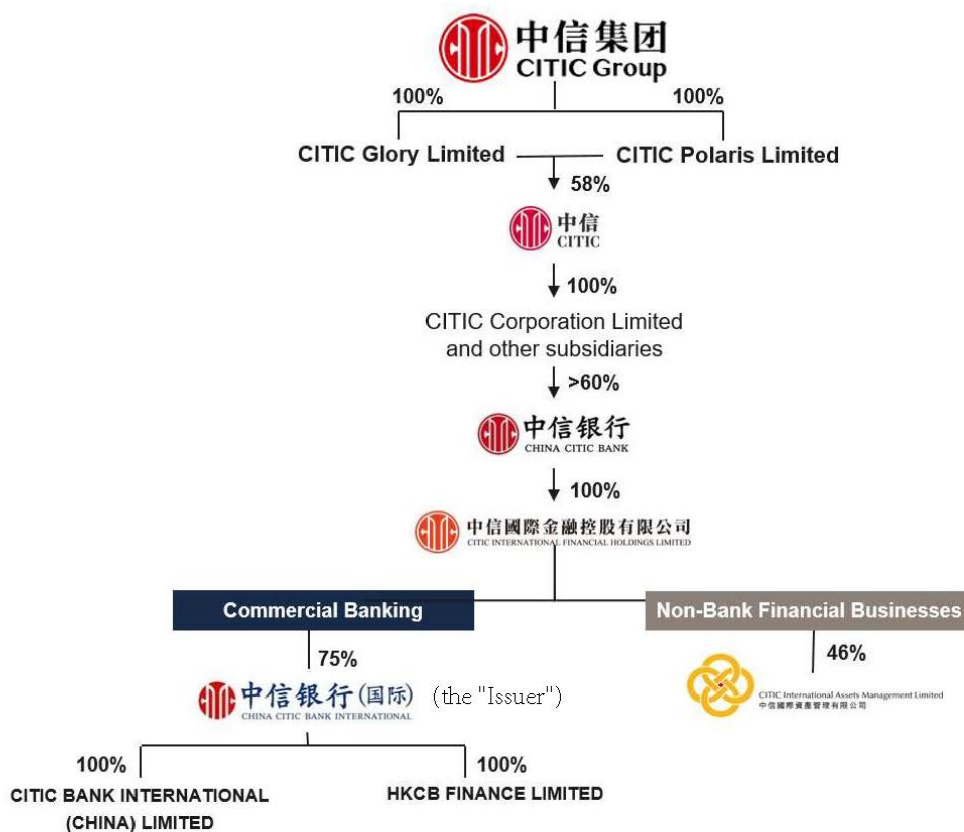 中信集团
CITIC Group
100%
100%
CITIC Glory Limited
CITIC Polaris Limited
58%
中信
CITIC
100%
CITIC Corporation Limited
and other subsidiaries
>60%
中信银行
CHINA CITIC BANK
100%
中信國際金融控股有限公司
CITIC INTERNATIONAL FINANCIAL HOLDINGS LIMITED
Commercial Banking
Non-Bank Financial Businesses
75%
46%
中信银行(国际)
CHINA CITIC BANK INTERNATIONAL
(the "Issuer")
CITIC International Assets Management Limited
中信國際資產管理有限公司
100%
100%
CITIC BANK INTERNATIONAL
(CHINA) LIMITED
HKCB FINANCE LIMITED